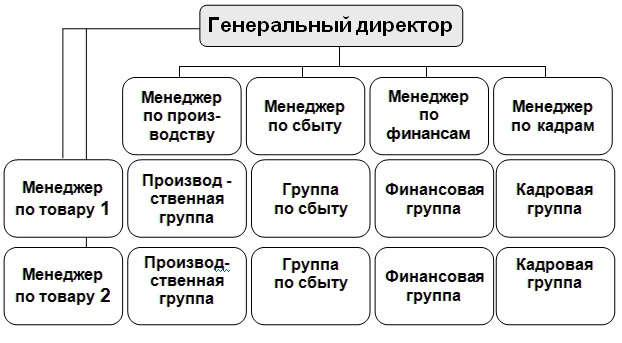 Генеральный директор
Менеджер
по произ-
водству
Менеджер
по сбыту
Менеджер
по
финансам
Менеджер
по кадрам
Менеджер
по товару 1
Производ -
ственная
группа
Группа
по сбыту
Финансовая
группа
Кадровая
группа
Менеджер
по товару 2
Производ-
ственная
группа
Группа
по сбыту
Финансовая
группа
Кадровая
группа